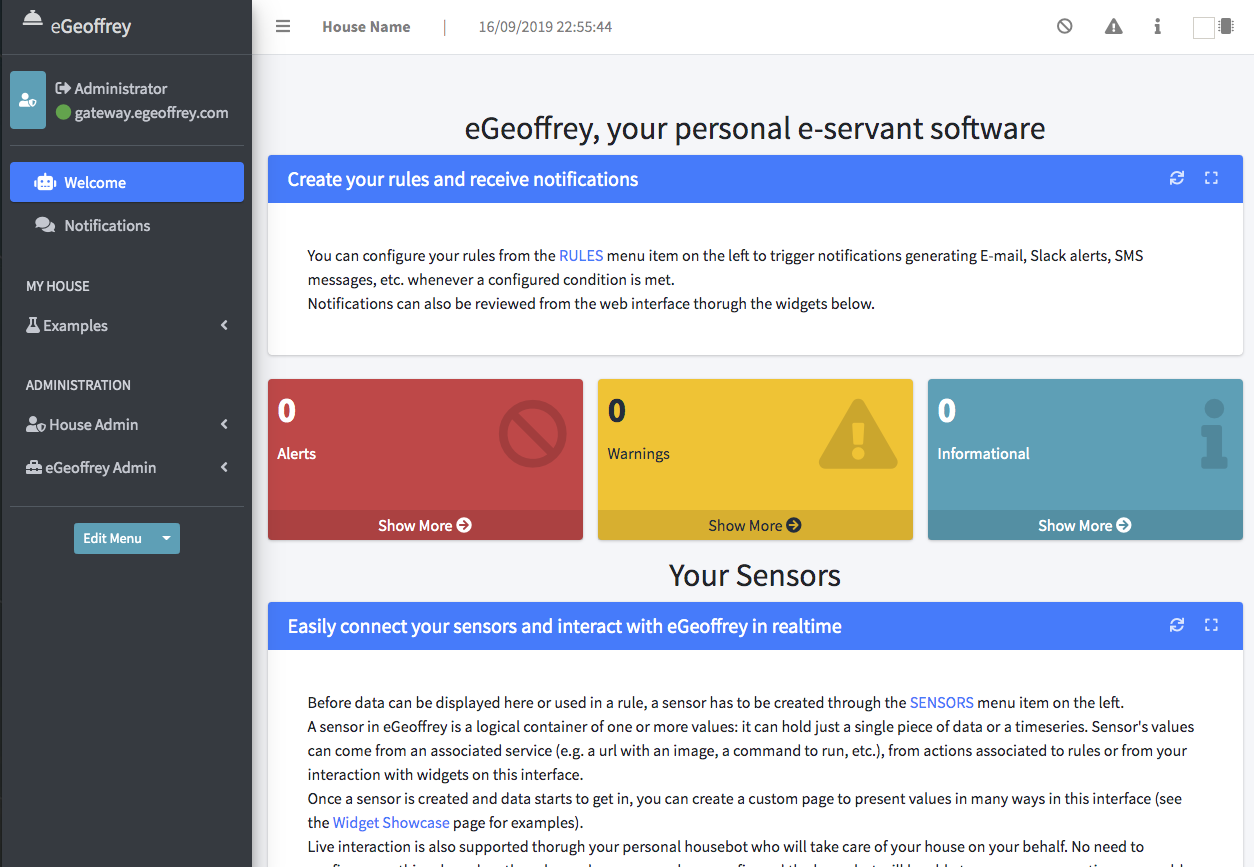 eGeoffrey
House Name | 16/09/2019 22:55:44
Administrator
gateway.egeoffrey.com
Welcome
Notifications
MY HOUSE
Examples
ADMINISTRATION
House Admin
eGeoffrey Admin
Edit Menu
eGeoffrey, your personal e-servant software
Create your rules and receive notifications
You can configure your rules from the RULES menu item on the left to trigger notifications generating E-mail, Slack alerts, SMS
messages, etc. whenever a configured condition is met.
Notifications can also be reviewed from the web interface thorugh the widgets below.
0
Alerts
Show More
0
Warnings
Show More
0
Informational
Show More
Your Sensors
Easily connect your sensors and interact with eGeoffrey in realtime
Before data can be displayed here or used in a rule, a sensor has to be created through the SENSORS menu item on the left.
A sensor in eGeoffrey is a logical container of one or more values: it can hold just a single piece of data or a timeseries. Sensor's values
can come from an associated service (e.g. a url with an image, a command to run, etc.), from actions associated to rules or from your
interaction with widgets on this interface.
Once a sensor is created and data starts to get in, you can create a custom page to present values in many ways in this interface (see
the Widget Showcase page for examples).
Live interaction is also supported thorugh your personal housebot who will take care of your house on your behalf. No need to